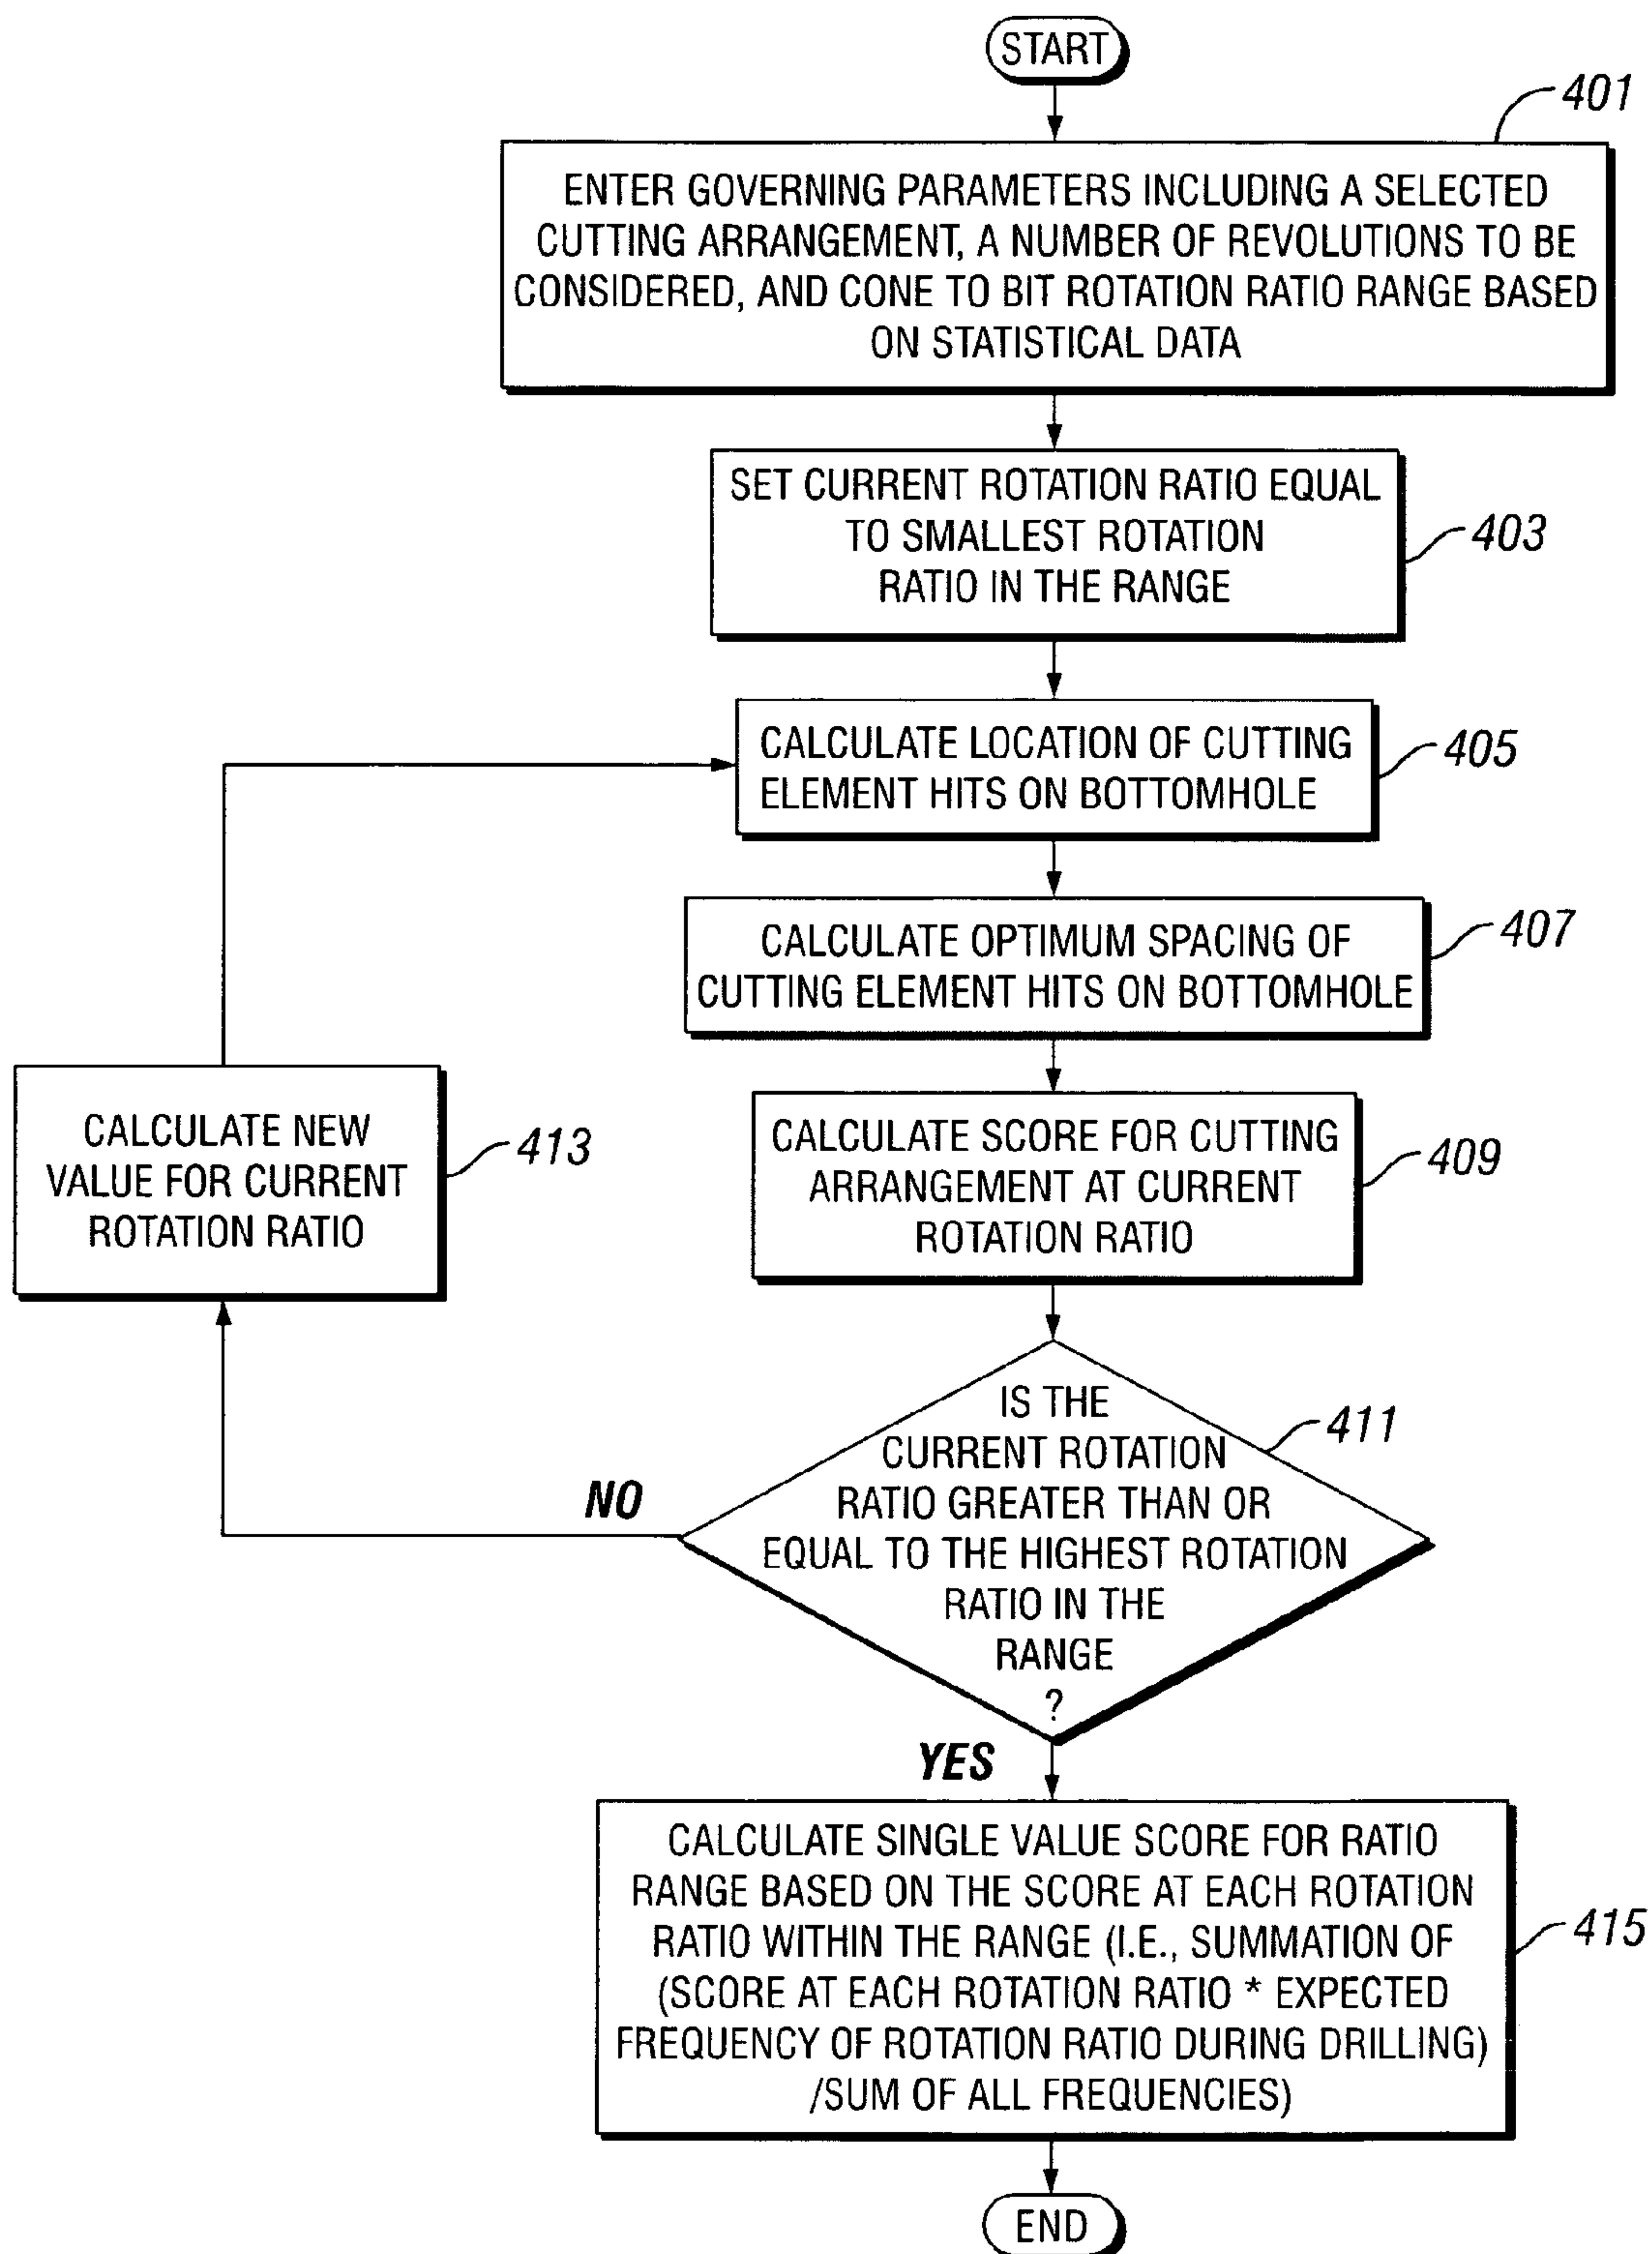 START
401
ENTER GOVERNING PARAMETERS INCLUDING A SELECTED
CUTTING ARRANGEMENT, A NUMBER OF REVOLUTIONS TO BE
CONSIDERED, AND CONE TO BIT ROTATION RATIO RANGE BASED
ON STATISTICAL DATA
SET CURRENT ROTATION RATIO EQUAL
TO SMALLEST ROTATION
RATIO IN THE RANGE
403
CALCULATE LOCATION OF CUTTING
ELEMENT HITS ON BOTTOMHOLE
405
CALCULATE OPTIMUM SPACING OF
CUTTING ELEMENT HITS ON BOTTOMHOLE
407
CALCULATE SCORE FOR CUTTING
ARRANGEMENT AT CURRENT
ROTATION RATIO
409
CALCULATE NEW
VALUE FOR CURRENT
ROTATION RATIO
413
IS THE
CURRENT ROTATION
RATIO GREATER THAN OR
EQUAL TO THE HIGHEST ROTATION
RATIO IN THE
RANGE
?
411
NO
YES
CALCULATE SINGLE VALUE SCORE FOR RATIO
RANGE BASED ON THE SCORE AT EACH ROTATION
RATIO WITHIN THE RANGE (I.E., SUMMATION OF
(SCORE AT EACH ROTATION RATIO * EXPECTED
FREQUENCY OF ROTATION RATIO DURING DRILLING)
/SUM OF ALL FREQUENCIES)
415
END